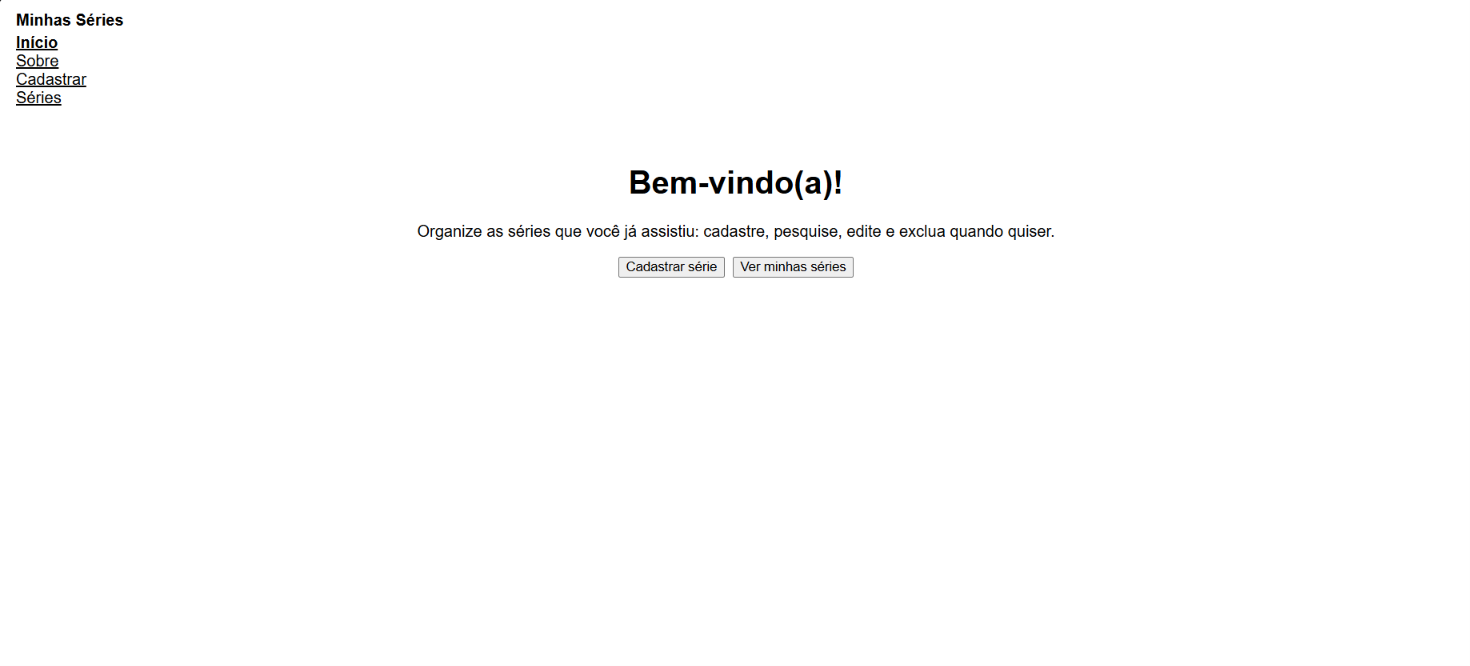 Minhas Séries
Início
Sobre
Cadastrar
Séries
Bem-vindo(a)!
Organize as séries que você já assistiu: cadastre, pesquise, edite e exclua quando quiser.
Cadastrar série Ver minhas séries